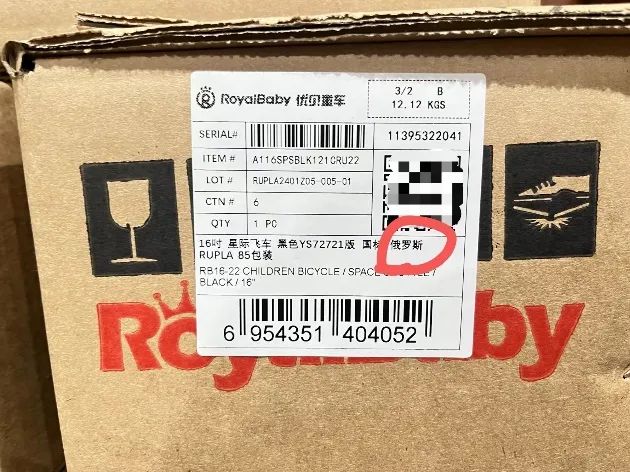 RoyalBaby 优贝童车
3/2 B
12.12 KGS
SERIAL# 11395322041
ITEM # A116SPSBLK121CRU22
LOT # RUPLA2401Z05-005-01
CTN # 6
QTY 1 PC
16吋 星际飞车 黑色YS72721版 国标 俄罗斯
RUPLA 85包装
RB16-22 CHILDREN BICYCLE / SPACE /
BLACK / 16"
6 954351 404052
RoyalBaby